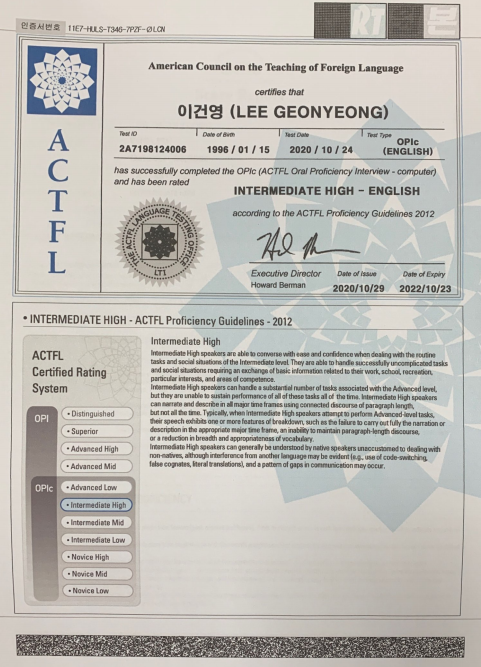 인증서번호 11E7-HULS-T346-7PZF-ØLCN
RT 본
American Council on the Teaching of Foreign Language
certifies that
이건영 (LEE GEONYEONG)
Test ID Date of Birth Test Date Test Type
2A7198124006 1996 / 01 / 15 2020 / 10 / 24 OPIc (ENGLISH)
has successfully completed the OPIc (ACTFL Oral Proficiency Interview - computer)
and has been rated
INTERMEDIATE HIGH - ENGLISH
according to the ACTFL Proficiency Guidelines 2012
ACTFL
THE ACTFL LANGUAGE TESTING OFFICE
LTI
Executive Director Date of Issue Date of Expiry
Howard Berman 2020/10/29 2022/10/23
• INTERMEDIATE HIGH - ACTFL Proficiency Guidelines - 2012
ACTFL
Certified Rating
System
OPI
• Distinguished
• Superior
• Advanced High
• Advanced Mid
OPIc
• Advanced Low
• Intermediate High
• Intermediate Mid
• Intermediate Low
• Novice High
• Novice Mid
• Novice Low
Intermediate High
Intermediate High speakers are able to converse with ease and confidence when dealing with the routine
tasks and social situations of the Intermediate level. They are able to handle successfully uncomplicated tasks
and social situations requiring an exchange of basic information related to their work, school, recreation,
particular interests, and areas of competence.
Intermediate High speakers can handle a substantial number of tasks associated with the Advanced level,
but they are unable to sustain performance of all of these tasks all of the time. Intermediate High speakers
can narrate and describe in all major time frames using connected discourse of paragraph length,
but not all the time. Typically, when Intermediate High speakers attempt to perform Advanced-level tasks,
their speech exhibits one or more features of breakdown, such as the failure to carry out fully the narration or
description in the appropriate major time frame, an inability to maintain paragraph-length discourse,
or a reduction in breadth and appropriateness of vocabulary.
Intermediate High speakers can generally be understood by native speakers unaccustomed to dealing with
non-natives, although interference from another language may be evident (e.g., use of code-switching,
false cognates, literal translations), and a pattern of gaps in communication may occur.